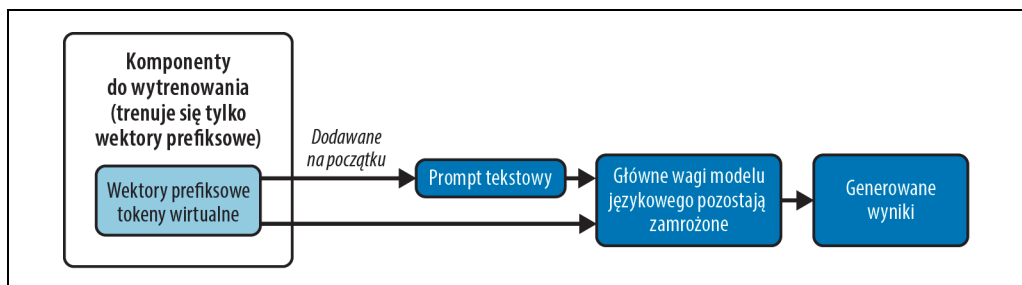 Komponenty
do wytrenowania
(trenuje się tylko
wektory prefiksowe)
Wektory prefiksowe
tokeny wirtualne
Dodawane
na początku
Prompt tekstowy
Główne wagi modelu
językowego pozostają
zamrożone
Generowane
wyniki